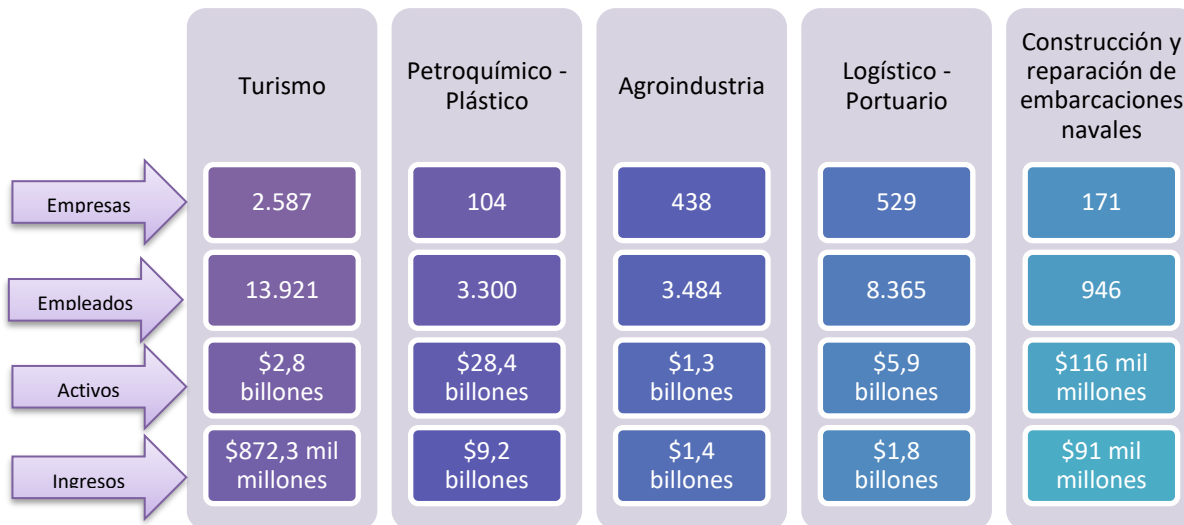 Turismo
Petroquímico -
Plástico
Agroindustria
Logístico -
Portuario
Construcción y
reparación de
embarcaciones
navales
Empresas
2.587
104
438
529
171
Empleados
13.921
3.300
3.484
8.365
946
Activos
$2,8
billones
$28,4
billones
$1,3
billones
$5,9
billones
$116 mil
millones
Ingresos
$872,3 mil
millones
$9,2
billones
$1,4
billones
$1,8
billones
$91 mil
millones